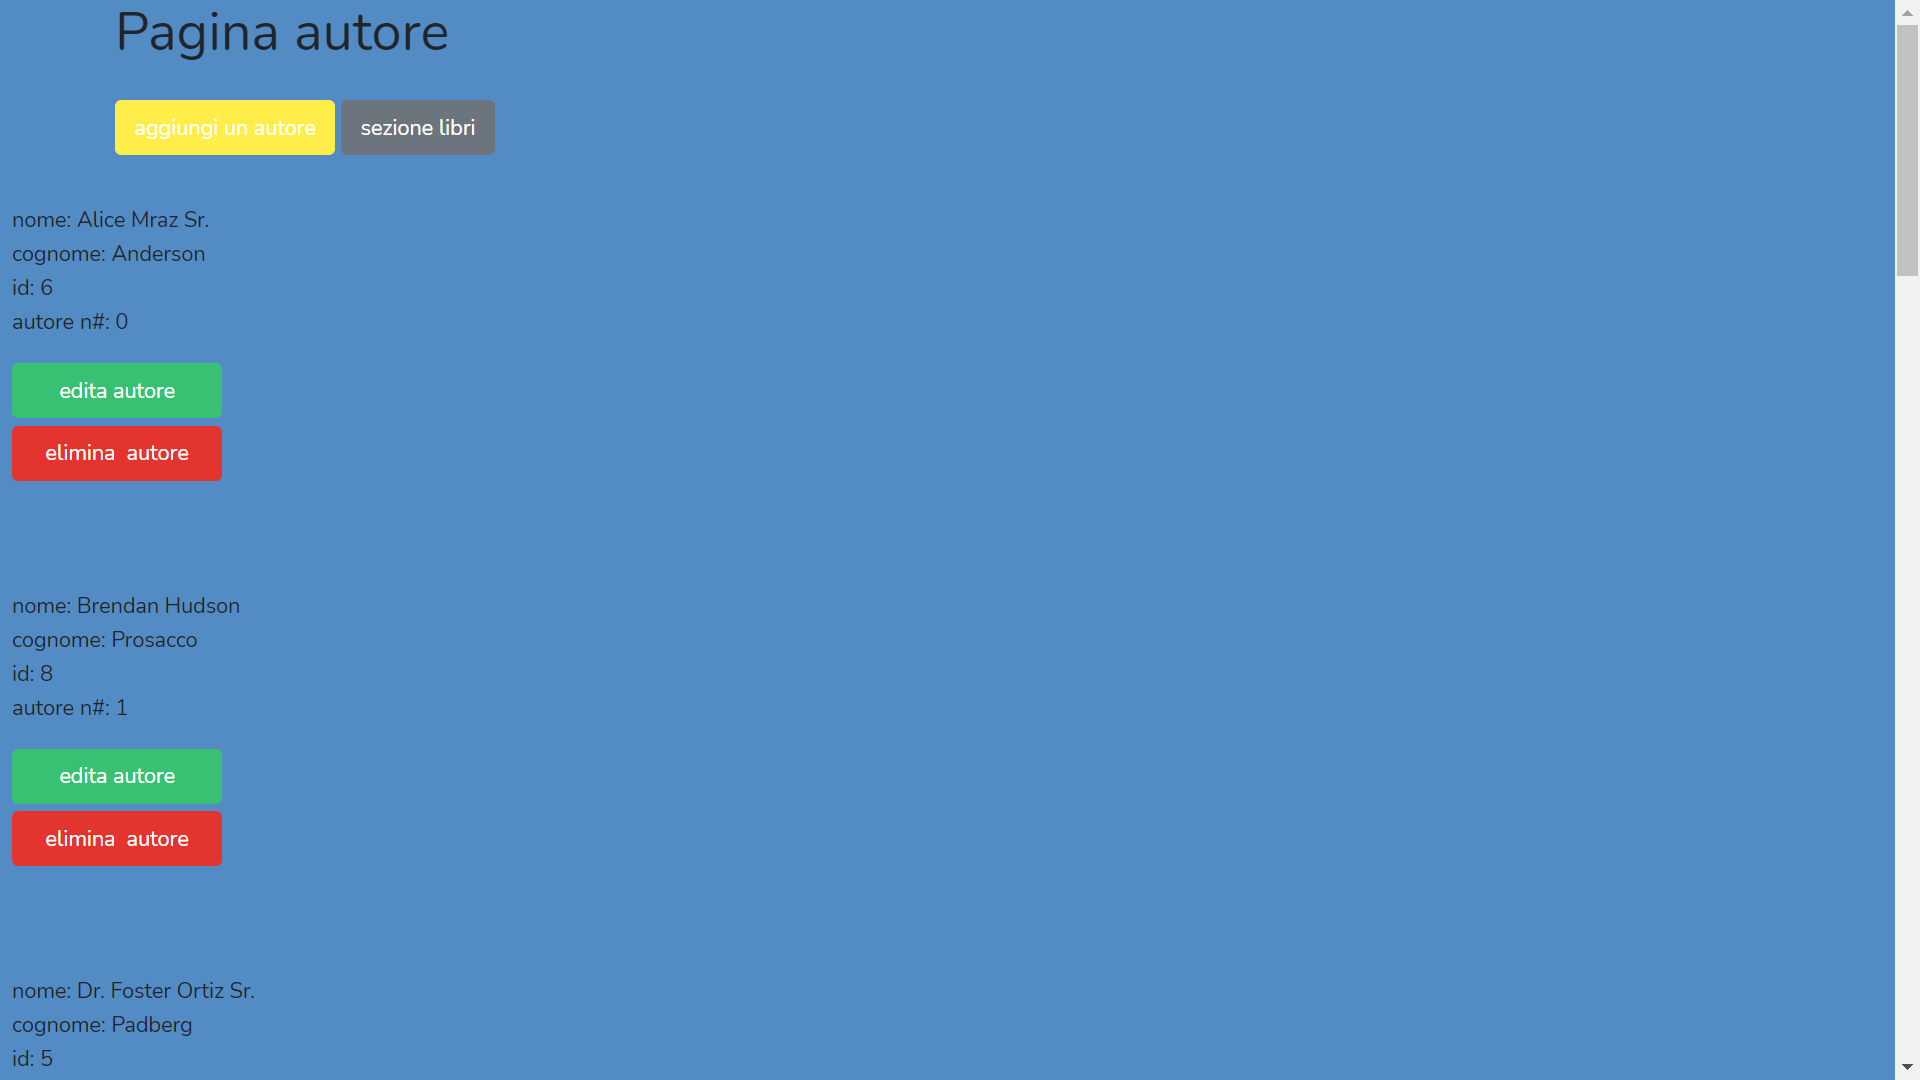 Pagina autore
aggiungi un autore sezione libri
nome: Alice Mraz Sr.
cognome: Anderson
id: 6
autore n#: 0
edita autore
elimina autore
nome: Brendan Hudson
cognome: Prosacco
id: 8
autore n#: 1
edita autore
elimina autore
nome: Dr. Foster Ortiz Sr.
cognome: Padberg
id: 5